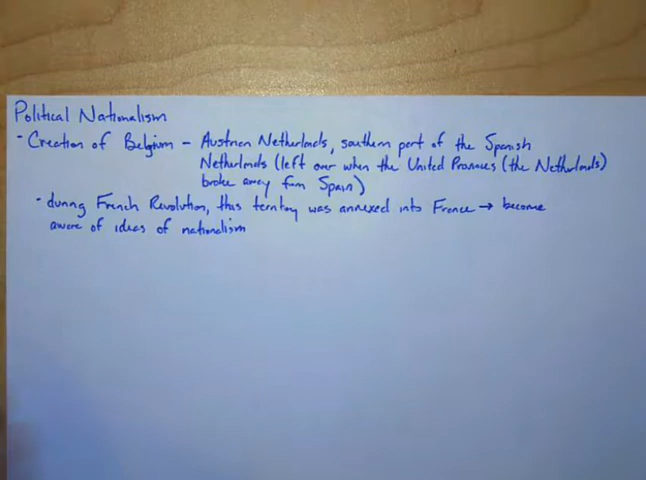 Political Nationalism
- Creation of Belgium - Austrian Netherlands, southern part of the Spanish
Netherlands (left over when the United Provinces (the Netherlands)
broke away from Spain)
- during French Revolution, this territory was annexed into France → become
aware of ideas of nationalism